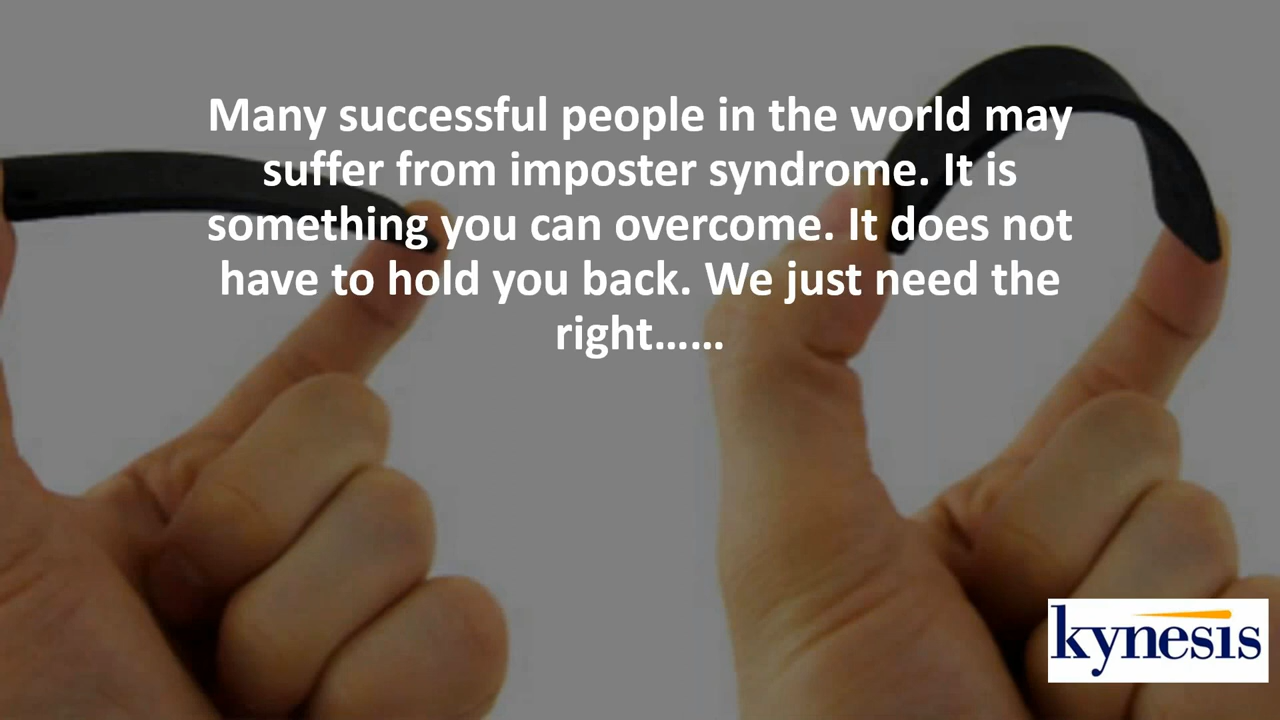 Many successful people in the world may
suffer from imposter syndrome. It is
something you can overcome. It does not
have to hold you back. We just need the
right......
kynesis